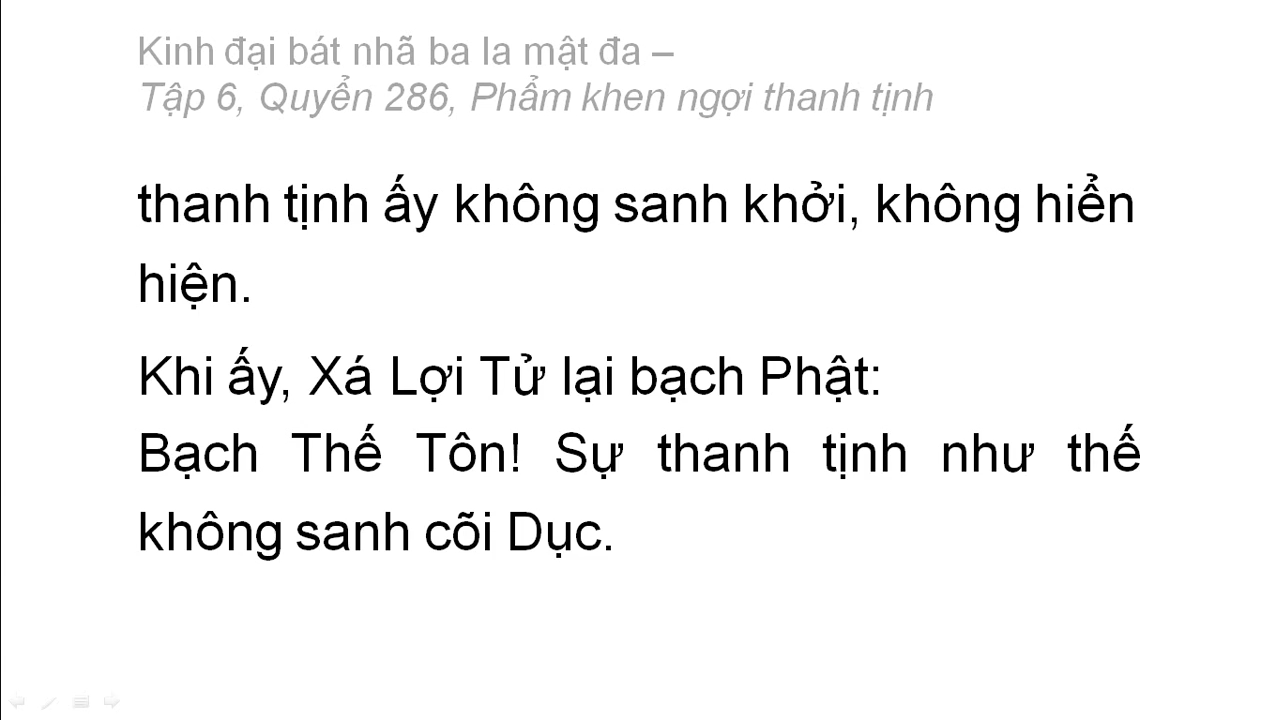 Kinh đại bát nhã ba la mật đa –
Tập 6, Quyển 286, Phẩm khen ngợi thanh tịnh
thanh tịnh ấy không sanh khởi, không hiển
hiện.
Khi ấy, Xá Lợi Tử lại bạch Phật:
Bạch Thế Tôn! Sự thanh tịnh như thế
không sanh cõi Dục.